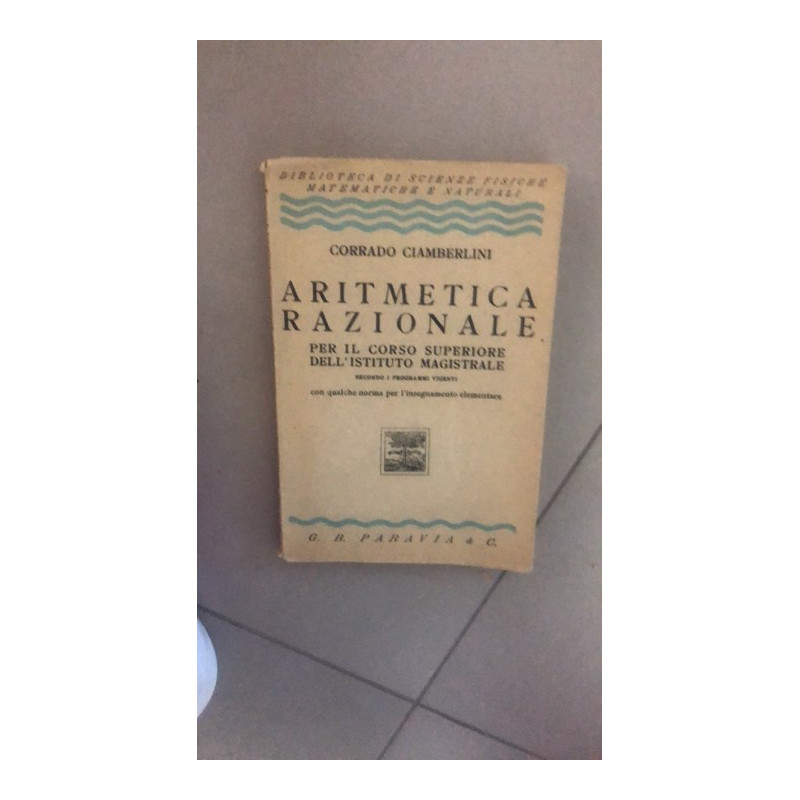 BIBLIOTECA DI SCIENZE FISICHE
MATEMATICHE E NATURALI
CORRADO CIAMBERLINI
ARITMETICA
RAZIONALE
PER IL CORSO SUPERIORE
DELL'ISTITUTO MAGISTRALE
SECONDO I PROGRAMMI VIGENTI
con qualche norma per l'insegnamento elementare
G. B. PARAVIA & C.